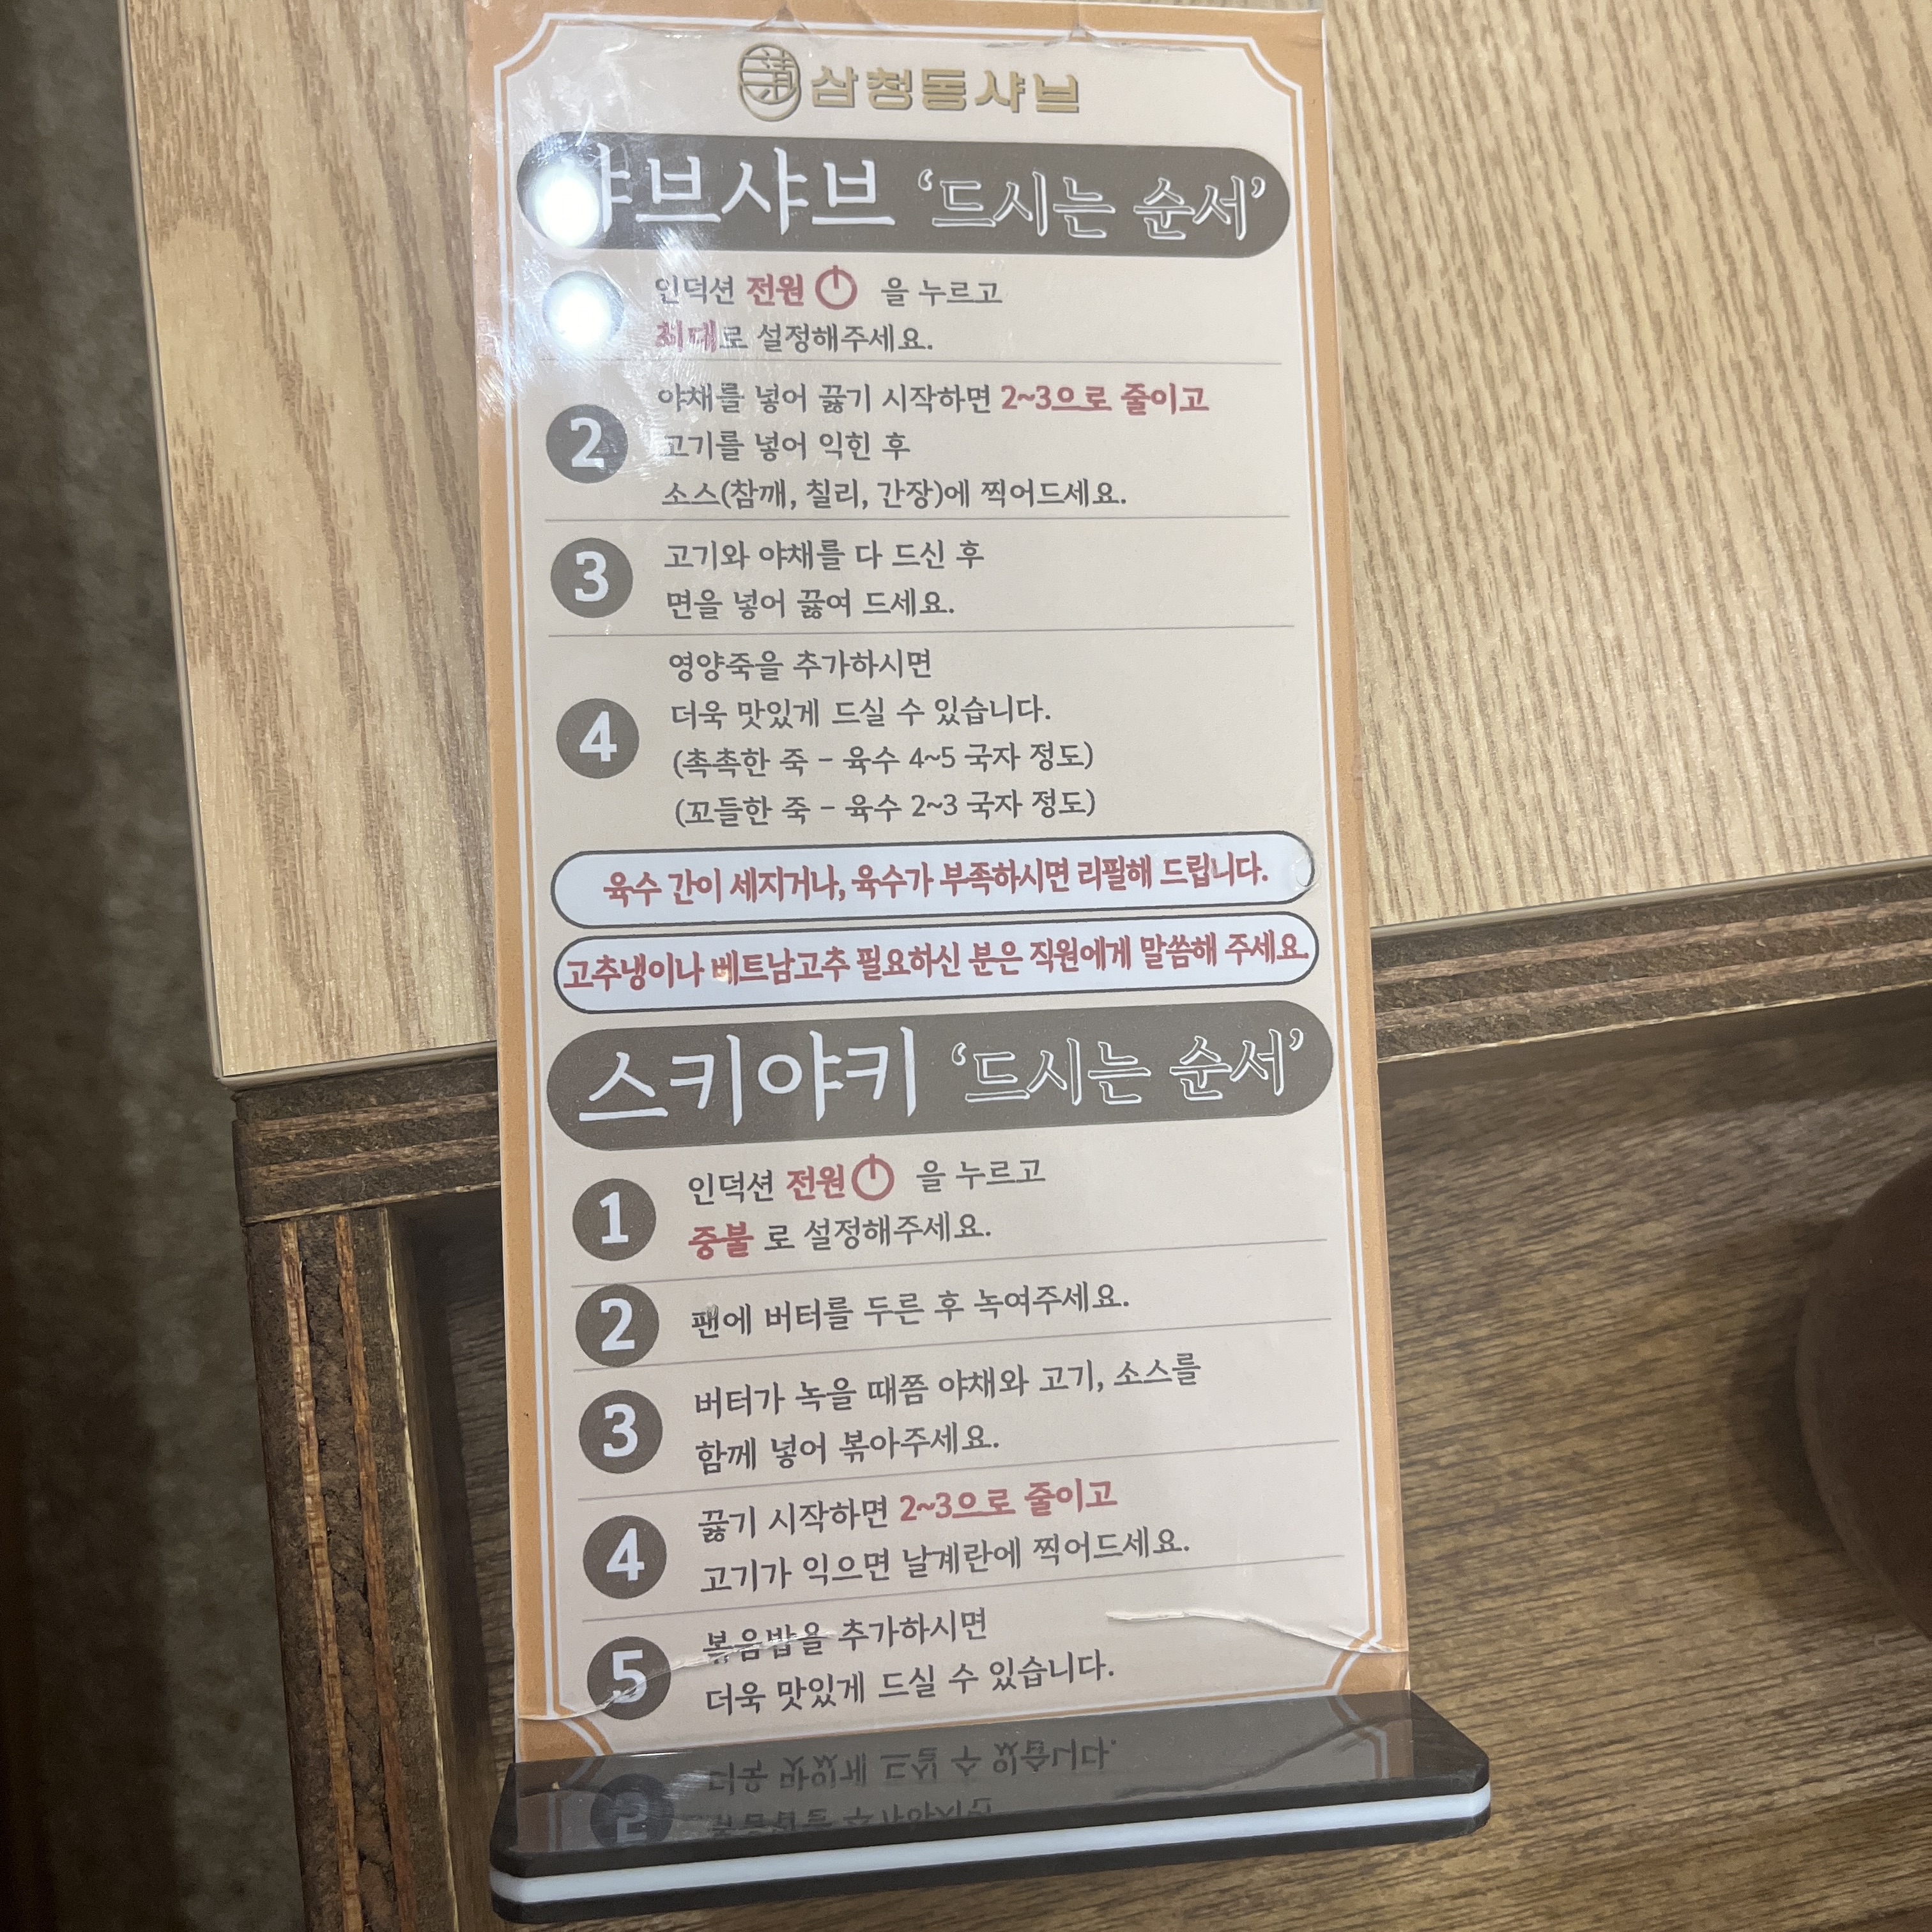 삼청동샤브
샤브샤브 '드시는 순서'
인덕션 전원 을 누르고
최대로 설정해주세요.
2
야채를 넣어 끓기 시작하면 2~3으로 줄이고
고기를 넣어 익힌 후
소스(참깨, 칠리, 간장)에 찍어드세요.
3
고기와 야채를 다 드신 후
면을 넣어 끓여 드세요.
4
영양죽을 추가하시면
더욱 맛있게 드실 수 있습니다.
(촉촉한 죽 - 육수 4~5 국자 정도)
(꼬들한 죽 - 육수 2~3 국자 정도)
육수 간이 세지거나, 육수가 부족하시면 리필해 드립니다.
고추냉이나 베트남고추 필요하신 분은 직원에게 말씀해 주세요.
스키야키 '드시는 순서'
1
인덕션 전원 을 누르고
중불 로 설정해주세요.
2
팬에 버터를 두른 후 녹여주세요.
3
버터가 녹을 때쯤 야채와 고기, 소스를
함께 넣어 볶아주세요.
4
끓기 시작하면 2~3으로 줄이고
고기가 익으면 날계란에 찍어드세요.
5
볶음밥을 추가하시면
더욱 맛있게 드실 수 있습니다.